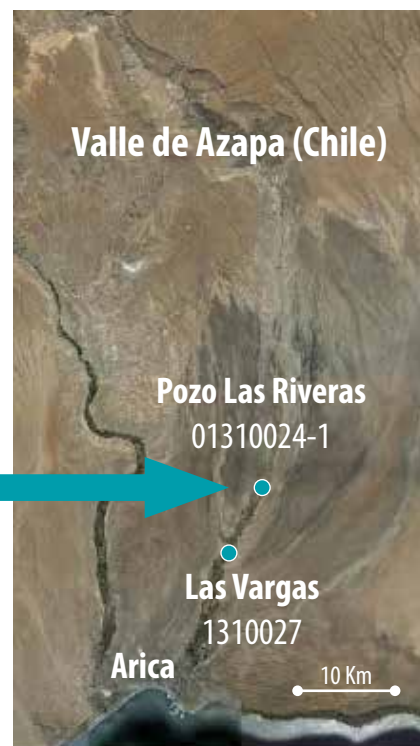 Valle de Azapa (Chile)
Pozo Las Riveras
01310024-1
Las Vargas
1310027
Arica
10 Km